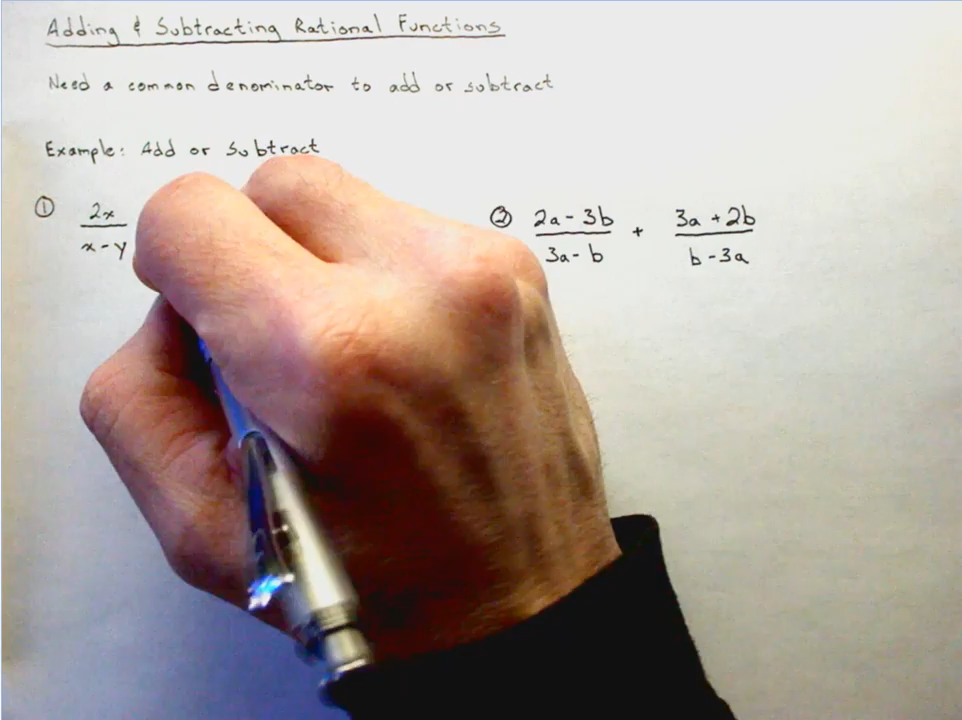 Adding & Subtracting Rational Functions
Need a common denominator to add or subtract
Example: Add or Subtract
① 2x
x - y
② 2a - 3b + 3a + 2b
3a - b b - 3a